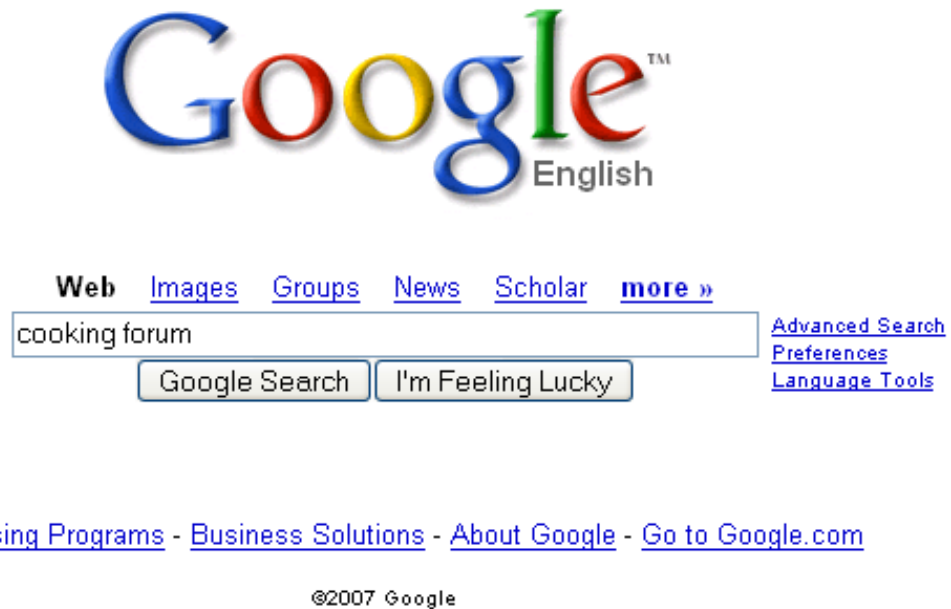 Google™
English
Web Images Groups News Scholar more »
cooking forum
Advanced Search
Preferences
Language Tools
Google Search I'm Feeling Lucky
Programs - Business Solutions - About Google - Go to Google.com
©2007 Google